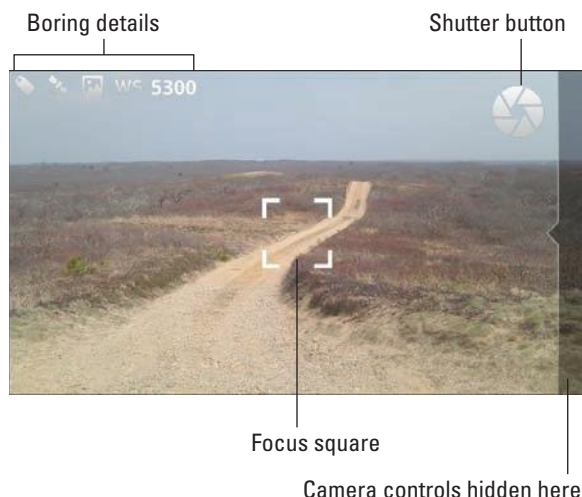 Boring details
Shutter button
WS 5300
Focus square
Camera controls hidden here